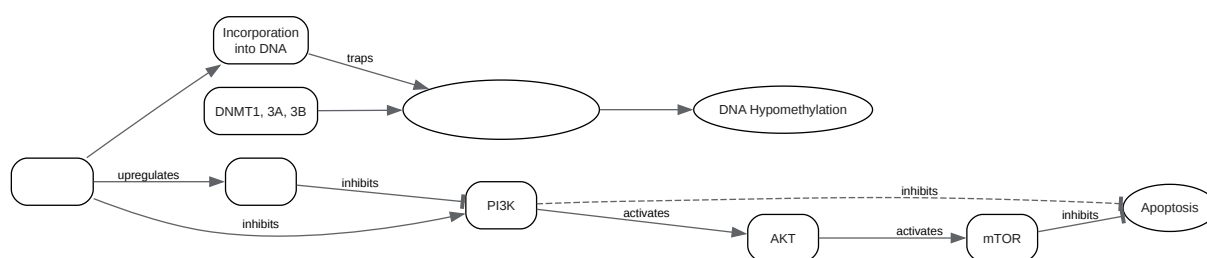 Incorporation
into DNA
traps
DNMT1, 3A, 3B
DNA Hypomethylation
upregulates
inhibits
inhibits
PI3K
inhibits
activates
AKT
activates
mTOR
inhibits
Apoptosis